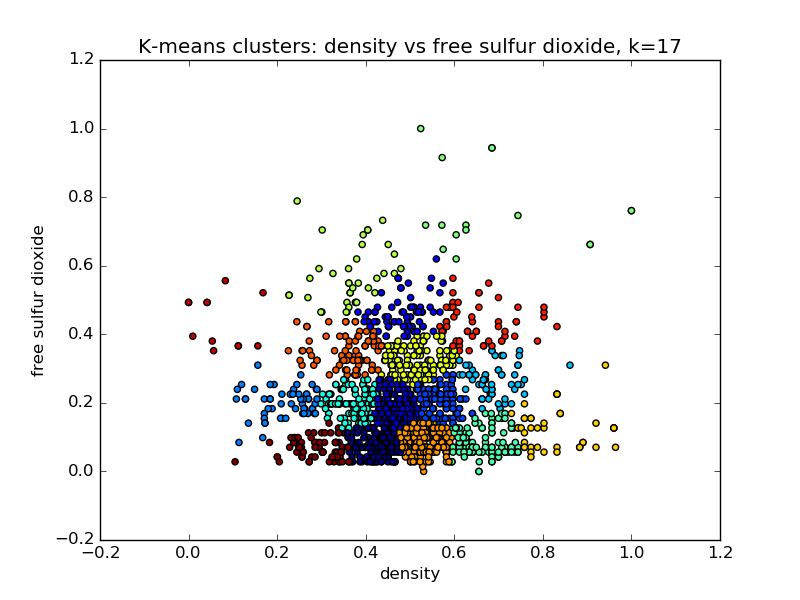 K-means clusters: density vs free sulfur dioxide, k=17
1.2
1.0
0.8
0.6
0.4
0.2
0.0
−0.2
free sulfur dioxide
−0.2 0.0 0.2 0.4 0.6 0.8 1.0 1.2
density